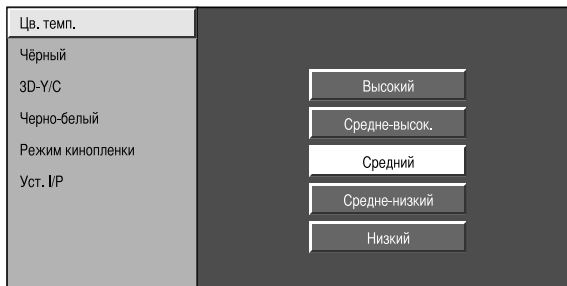 Цв. темп.
Чёрный
3D-Y/C
Черно-белый
Режим кинопленки
Уст. I/P
Высокий
Средне-высок.
Средний
Средне-низкий
Низкий